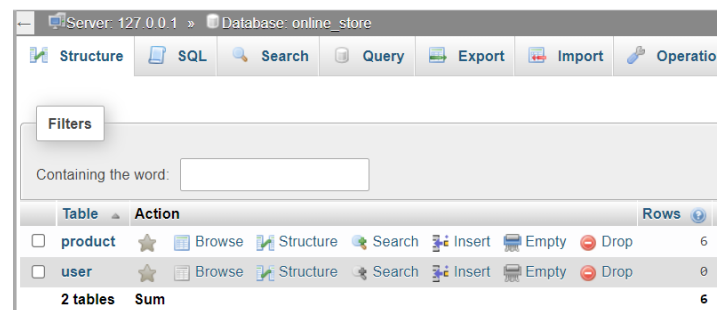 Server: 127.0.0.1 » Database: online_store
Structure SQL Search Query Export Import Operatio
Filters
Containing the word:
Table Action Rows
product Browse Structure Search Insert Empty Drop 6
user Browse Structure Search Insert Empty Drop 0
2 tables Sum 6